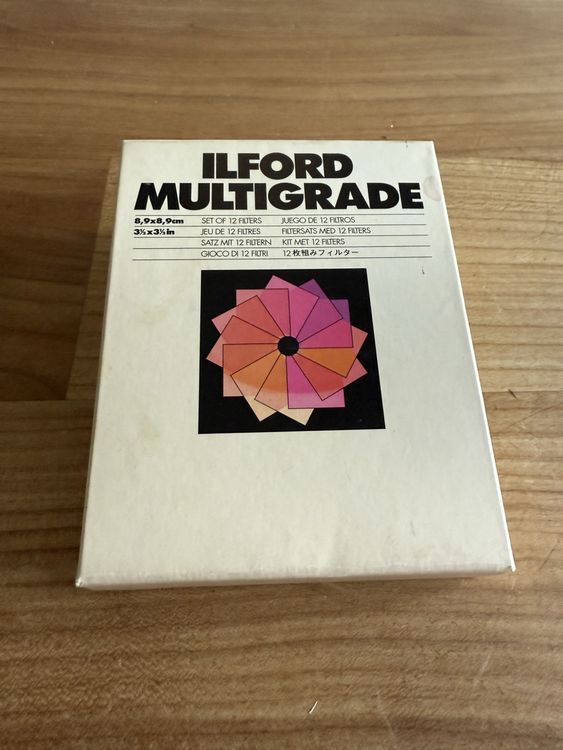 ILFORD
MULTIGRADE
8,9x8,9cm SET OF 12 FILTERS JUEGO DE 12 FILTROS
3½x3½in JEU DE 12 FILTRES FILTERSATS MED 12 FILTERS
SATZ MIT 12 FILTERN KIT MET 12 FILTERS
GIOCO DI 12 FILTRI 12枚組みフィルター